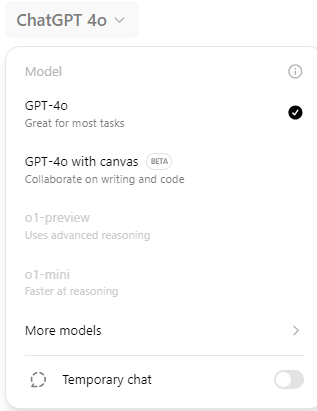 ChatGPT 4o
Model
GPT-4o
Great for most tasks
GPT-4o with canvas BETA
Collaborate on writing and code
o1-preview
Uses advanced reasoning
o1-mini
Faster at reasoning
More models
Temporary chat